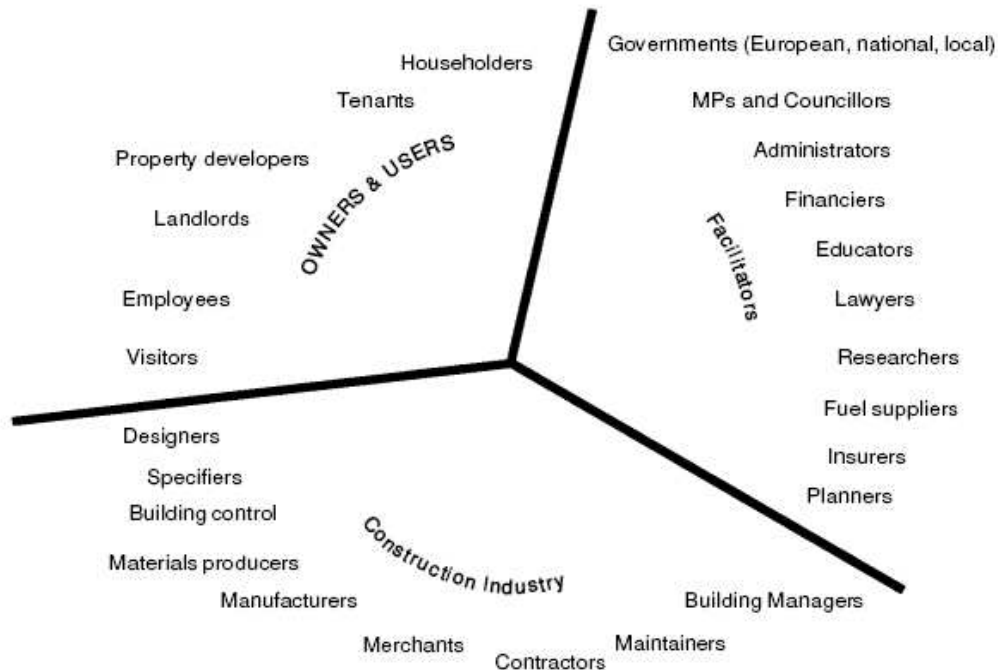 Householders
Tenants
Property developers
Landlords
Employees
Visitors
OWNERS & USERS
Governments (European, national, local)
MPs and Councillors
Administrators
Financiers
Educators
Lawyers
Researchers
Fuel suppliers
Insurers
Planners
Facilitators
Designers
Specifiers
Building control
Materials producers
Manufacturers
Merchants
Contractors
Maintainers
Building Managers
Construction Industry